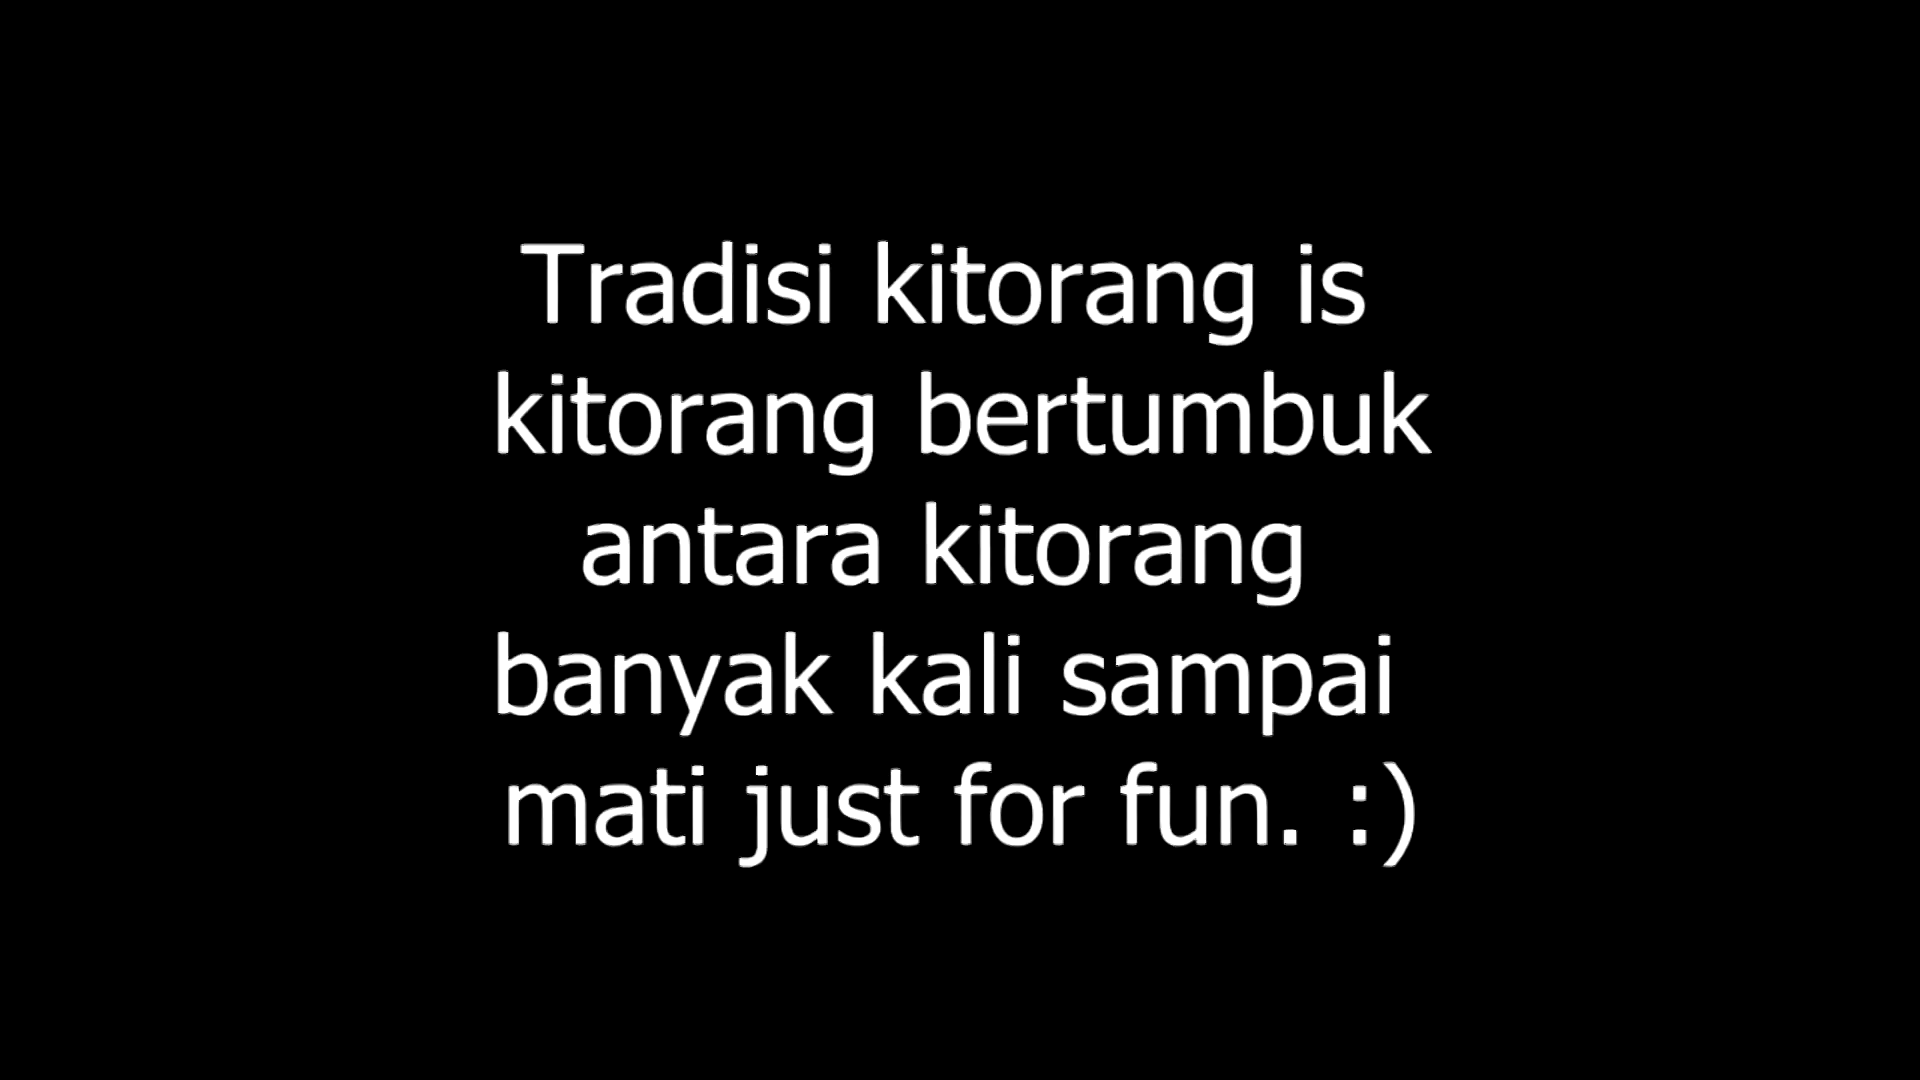 Tradisi kitorang is
kitorang bertumbuk
antara kitorang
banyak kali sampai
mati just for fun. :)